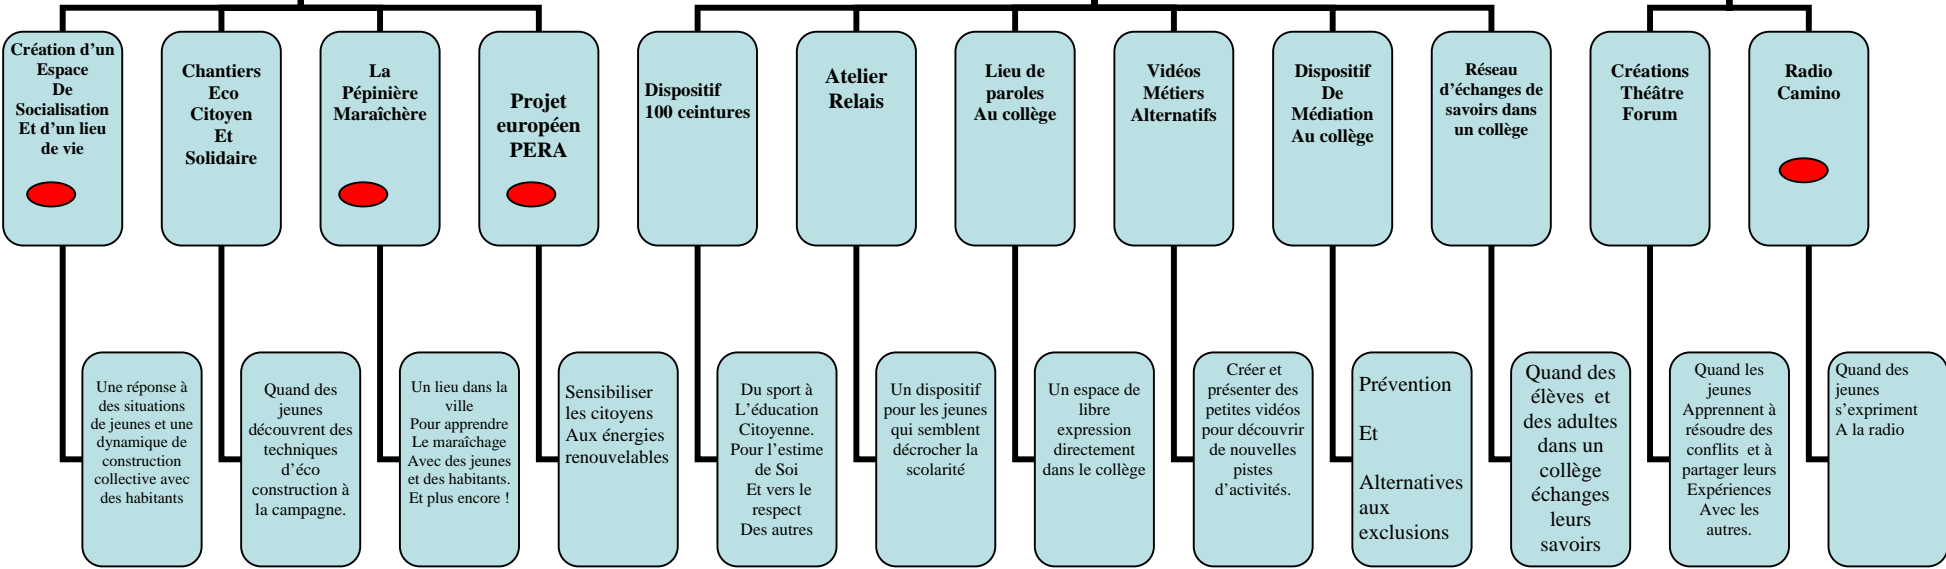 Création d’un
Espace
De
Socialisation
Et d’un lieu
de vie
Chantiers
Eco
Citoyen
Et
Solidaire
La
Pépinière
Maraîchère
Projet
européen
PERA
Dispositif
100 ceintures
Atelier
Relais
Lieu de
paroles
Au collège
Vidéos
Métiers
Alternatifs
Dispositif
De
Médiation
Au collège
Réseau
d’échanges de
savoirs dans
un collège
Créations
Théâtre
Forum
Radio
Camino
Une réponse à
des situations
de jeunes et une
dynamique de
construction
collective avec
des habitants
Quand des
jeunes
découvrent des
techniques
d’éco
construction à
la campagne.
Un lieu dans la
ville
Pour apprendre
Le maraîchage
Avec des jeunes
et des habitants.
Et plus encore !
Sensibiliser
les citoyens
Aux énergies
renouvelables
Du sport à
L’éducation
Citoyenne.
Pour l’estime
de Soi
Et vers le
respect
Des autres
Un dispositif
pour les jeunes
qui semblent
décrocher la
scolarité
Un espace de
libre
expression
directement
dans le collège
Créer et
présenter des
petites vidéos
pour découvrir
de nouvelles
pistes
d’activités.
Prévention
Et
Alternatives
aux
exclusions
Quand des
élèves et
des adultes
dans un
collège
échanges
leurs
savoirs
Quand les
jeunes
Apprennent à
résoudre des
conflits et à
partager leurs
Expériences
Avec les
autres.
Quand des
jeunes
s’expriment
A la radio